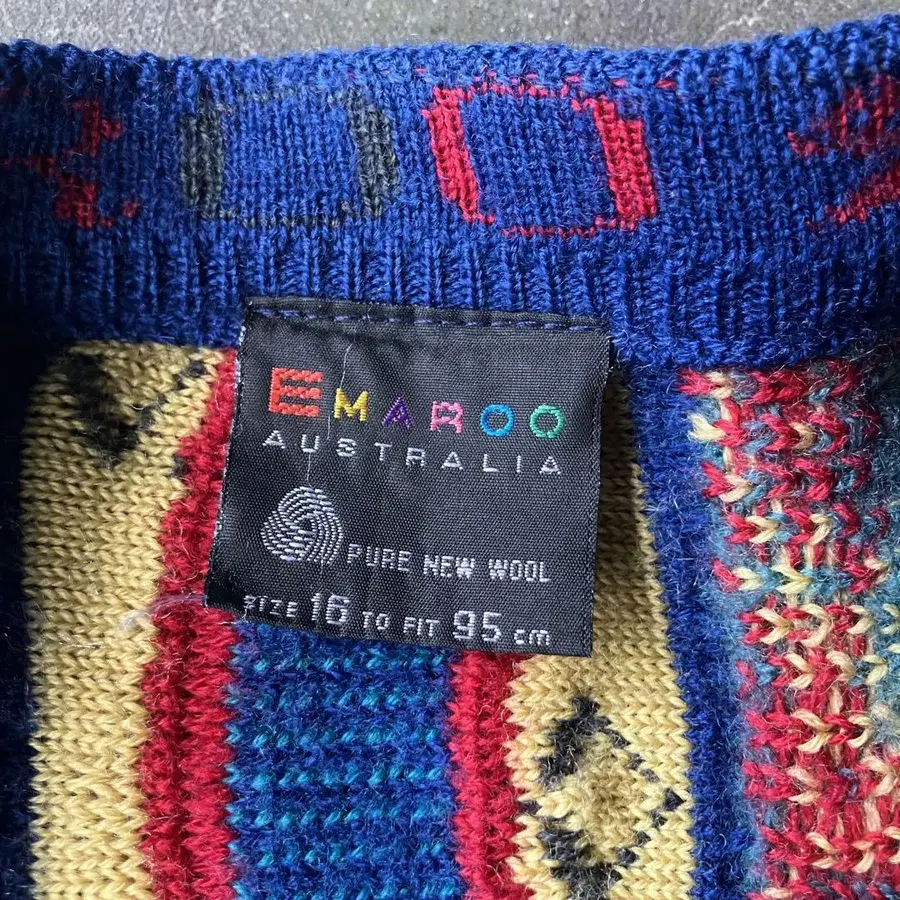 EMAROO
AUSTRALIA
PURE NEW WOOL
SIZE 16 TO FIT 95 cm